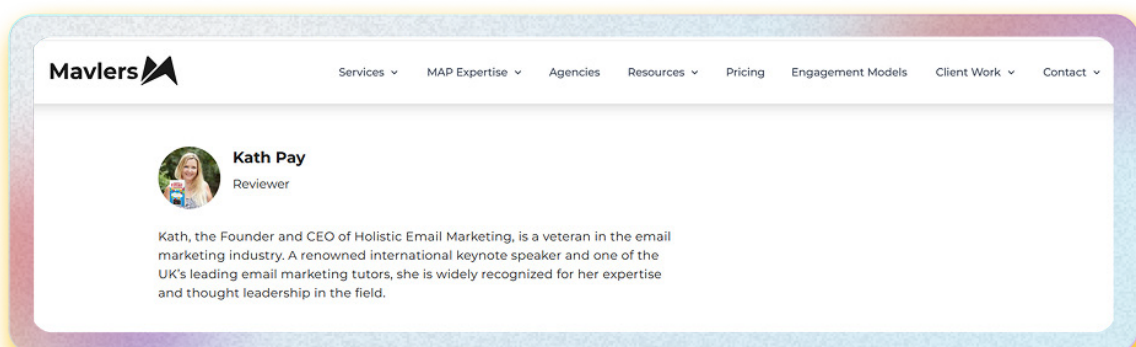 Mavlers
Services
MAP Expertise
Agencies
Resources
Pricing
Engagement Models
Client Work
Contact
Kath Pay
Reviewer
Kath, the Founder and CEO of Holistic Email Marketing, is a veteran in the email
marketing industry. A renowned international keynote speaker and one of the
UK's leading email marketing tutors, she is widely recognized for her expertise
and thought leadership in the field.